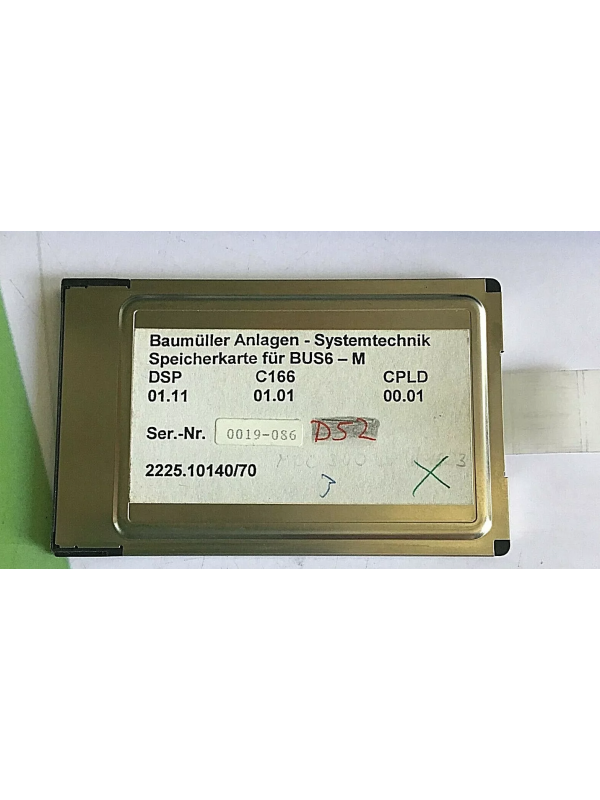 Baumüller Anlagen - Systemtechnik
Speicherkarte für BUS6 – M
DSP C166 CPLD
01.11 01.01 00.01
Ser.-Nr. 0019-086 D52
2225.10140/70
3